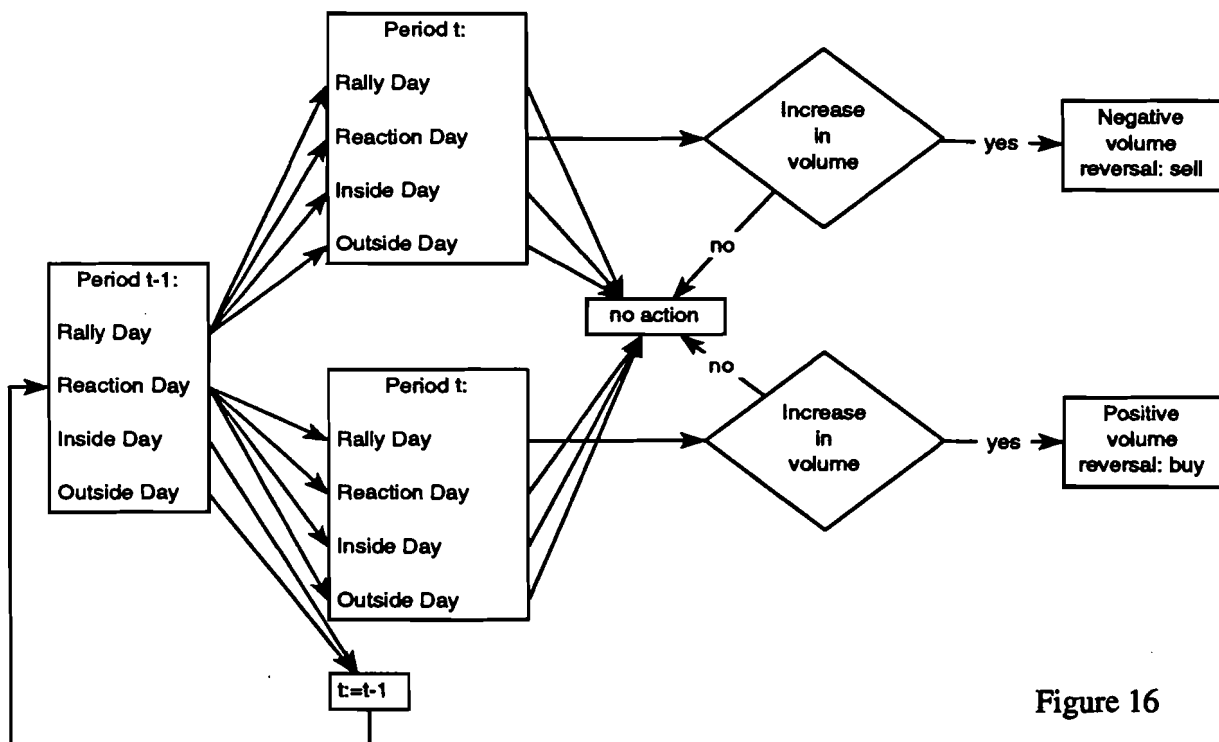 Period t:
Rally Day
Reaction Day
Inside Day
Outside Day
Increase
in
volume
yes
Negative
volume
reversal: sell
no
Period t-1:
Rally Day
Reaction Day
Inside Day
Outside Day
no action
no
Period t:
Rally Day
Reaction Day
Inside Day
Outside Day
Increase
in
volume
yes
Positive
volume
reversal: buy
t:=t-1
Figure 16